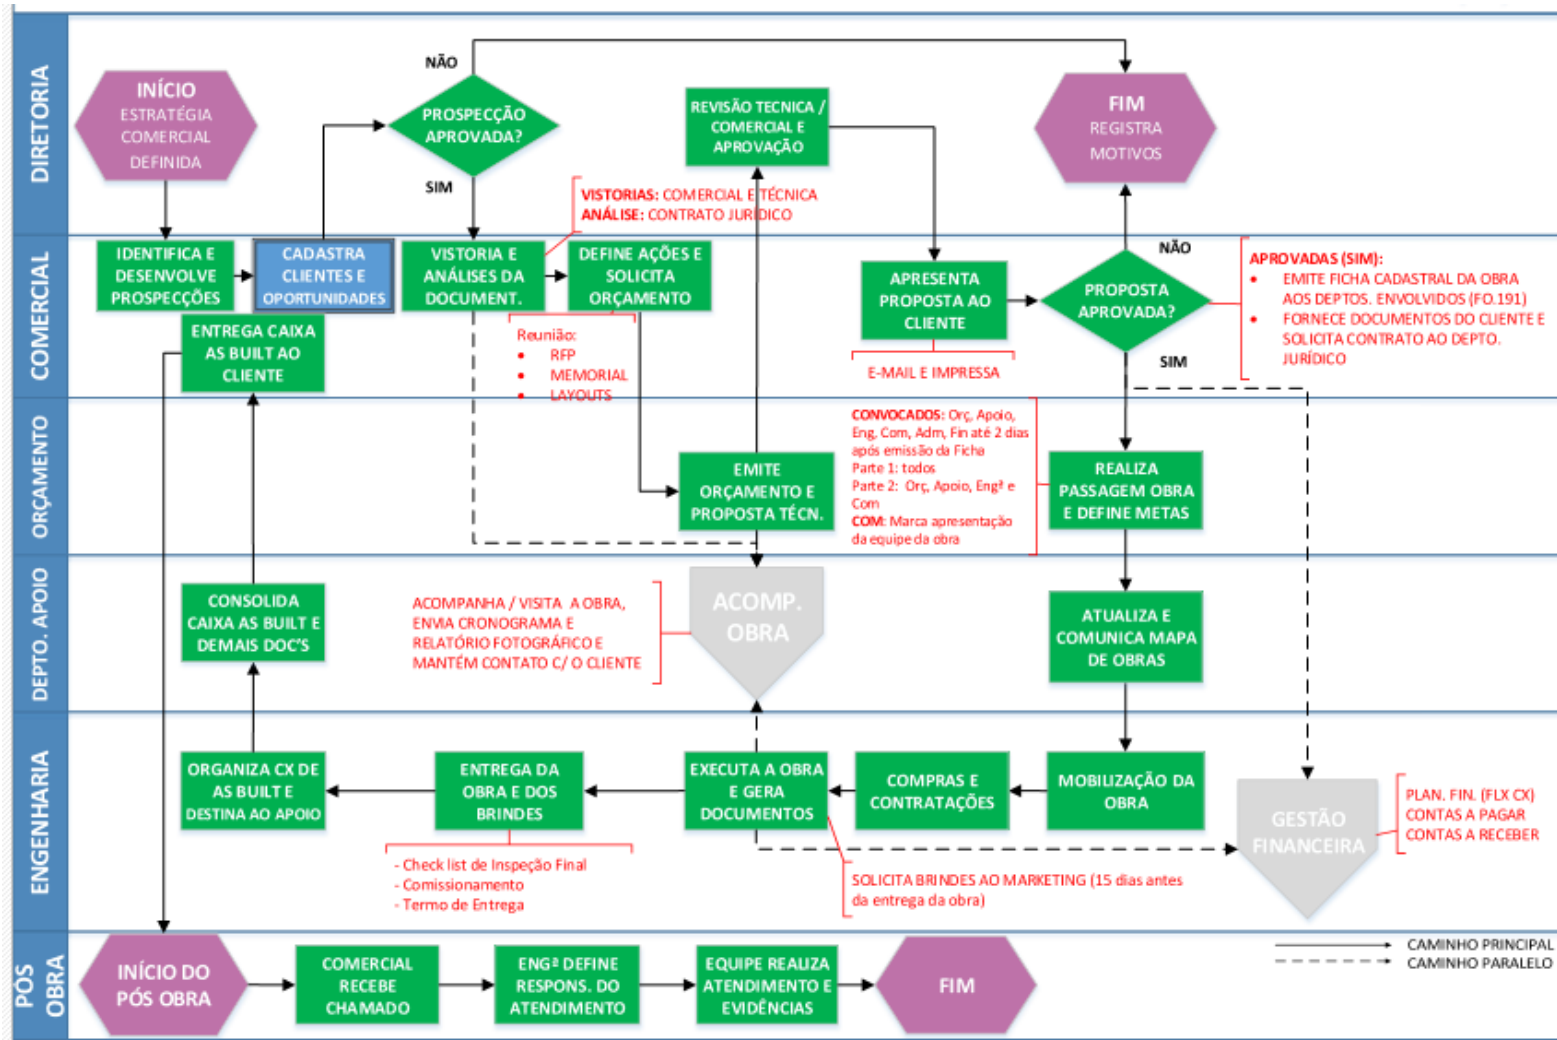 DIRETORIA
INÍCIO
ESTRATÉGIA
COMERCIAL
DEFINIDA
NÃO
PROSPECÇÃO
APROVADA?
SIM
REVISÃO TECNICA /
COMERCIAL E
APROVAÇÃO
FIM
REGISTRA
MOTIVOS
VISTORIAS: COMERCIAL E TÉCNICA
ANÁLISE: CONTRATO JURÍDICO
COMERCIAL
IDENTIFICA E
DESENVOLVE
PROSPECÇÕES
CADASTRA
CLIENTES E
OPORTUNIDADES
VISTORIA E
ANÁLISES DA
DOCUMENT.
DEFINE AÇÕES E
SOLICITA
ORÇAMENTO
APRESENTA
PROPOSTA AO
CLIENTE
NÃO
PROPOSTA
APROVADA?
SIM
APROVADAS (SIM):
• EMITE FICHA CADASTRAL DA OBRA
AOS DEPTOS. ENVOLVIDOS (FO.191)
• FORNECE DOCUMENTOS DO CLIENTE E
SOLICITA CONTRATO AO DEPTO.
JURÍDICO
ENTREGA CAIXA
AS BUILT AO
CLIENTE
Reunião:
• RFP
• MEMORIAL
• LAYOUTS
E-MAIL E IMPRESSA
ORÇAMENTO
EMITE
ORÇAMENTO E
PROPOSTA TÉCN.
CONVOCADOS: Orç, Apoio,
Eng, Com, Adm, Fin até 2 dias
após emissão da Ficha
Parte 1: todos
Parte 2: Orç, Apoio, Engª e
Com
COM: Marca apresentação
da equipe da obra
REALIZA
PASSAGEM OBRA
E DEFINE METAS
DEPTO. APOIO
CONSOLIDA
CAIXA AS BUILT E
DEMAIS DOC'S
ACOMPANHA / VISITA A OBRA,
ENVIA CRONOGRAMA E
RELATÓRIO FOTOGRÁFICO E
MANTÉM CONTATO C/ O CLIENTE
ACOMP.
OBRA
ATUALIZA E
COMUNICA MAPA
DE OBRAS
ENGENHARIA
ORGANIZA CX DE
AS BUILT E
DESTINA AO APOIO
ENTREGA DA
OBRA E DOS
BRINDES
EXECUTA A OBRA
E GERA
DOCUMENTOS
COMPRAS E
CONTRATAÇÕES
MOBILIZAÇÃO DA
OBRA
GESTÃO
FINANCEIRA
PLAN. FIN. (FLX CX)
CONTAS A PAGAR
CONTAS A RECEBER
- Check list de Inspeção Final
- Comissionamento
- Termo de Entrega
SOLICITA BRINDES AO MARKETING (15 dias antes
da entrega da obra)
PÓS
OBRA
INÍCIO DO
PÓS OBRA
COMERCIAL
RECEBE
CHAMADO
ENGª DEFINE
RESPONS. DO
ATENDIMENTO
EQUIPE REALIZA
ATENDIMENTO E
EVIDÊNCIAS
FIM
CAMINHO PRINCIPAL
CAMINHO PARALELO